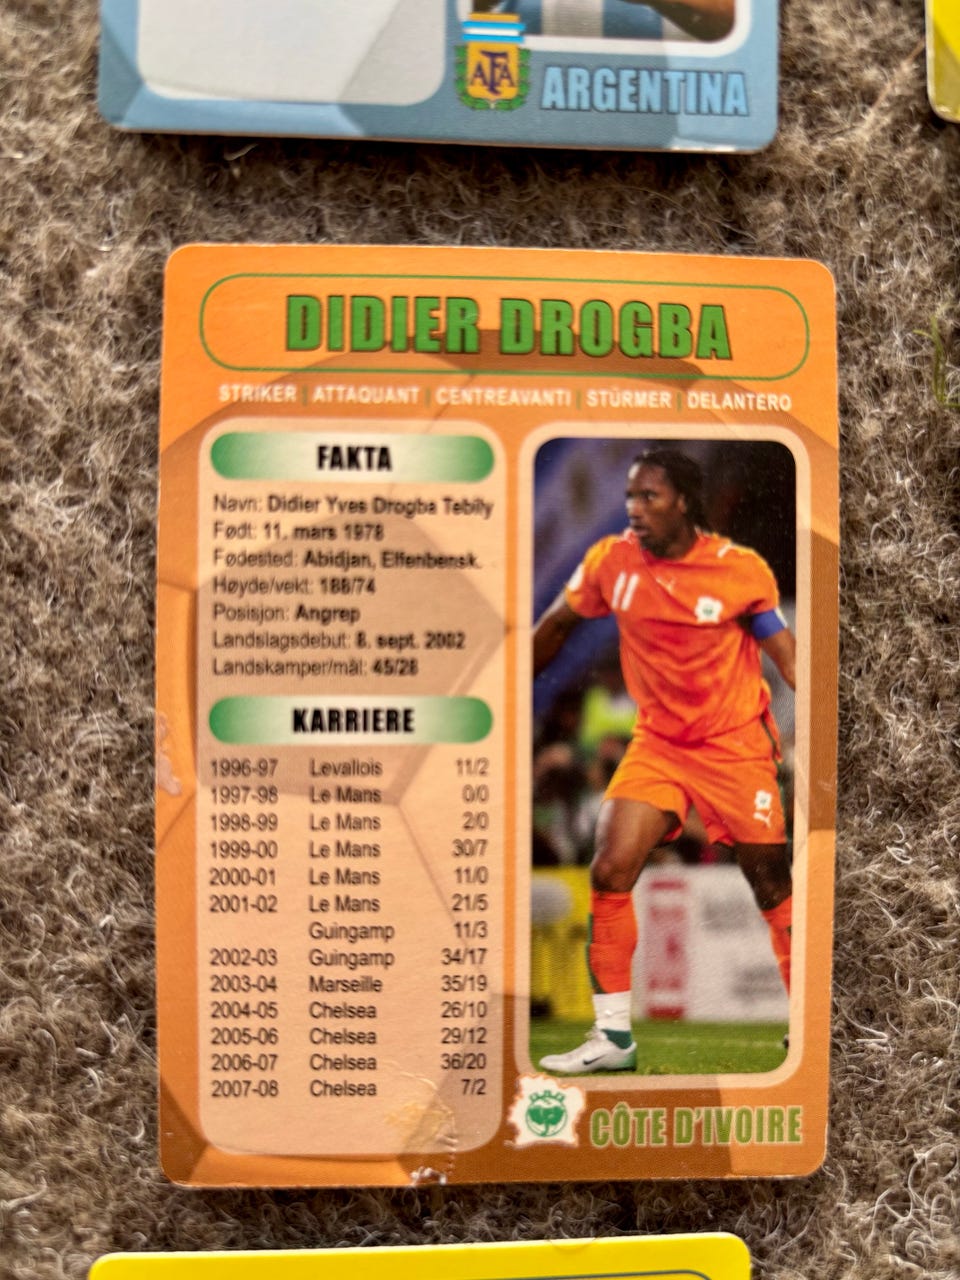 AFA
ARGENTINA
DIDIER DROGBA
STRIKER | ATTAQUANT | CENTREAVANTI | STÜRMER | DELANTERO
FAKTA
Navn: Didier Yves Drogba Tebily
Født: 11. mars 1978
Fødested: Abidjan, Elfenbensk.
Høyde/vekt: 188/74
Posisjon: Angrep
Landslagsdebut: 8. sept. 2002
Landskamper/mål: 45/28
KARRIERE
1996-97 Levallois 11/2
1997-98 Le Mans 0/0
1998-99 Le Mans 2/0
1999-00 Le Mans 30/7
2000-01 Le Mans 11/0
2001-02 Le Mans 21/5
Guingamp 11/3
2002-03 Guingamp 34/17
2003-04 Marseille 35/19
2004-05 Chelsea 26/10
2005-06 Chelsea 29/12
2006-07 Chelsea 36/20
2007-08 Chelsea 7/2
11
CÔTE D'IVOIRE